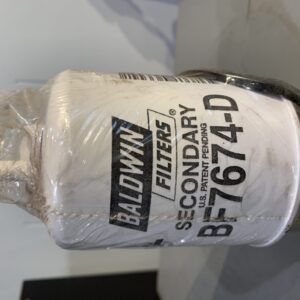 BALDWIN
FILTERS®
SECONDARY
U.S. PATENT PENDING
BF7674-D